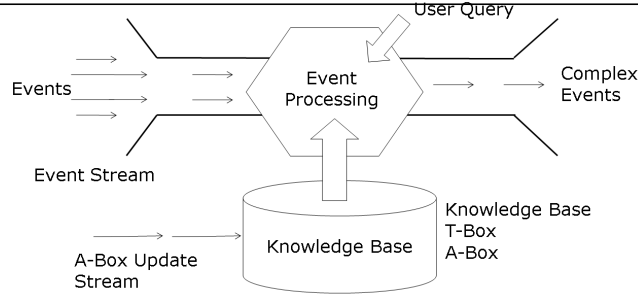 User Query
Events
Event
Processing
Complex
Events
Event Stream
Knowledge Base
Knowledge Base
T-Box
A-Box
A-Box Update
Stream